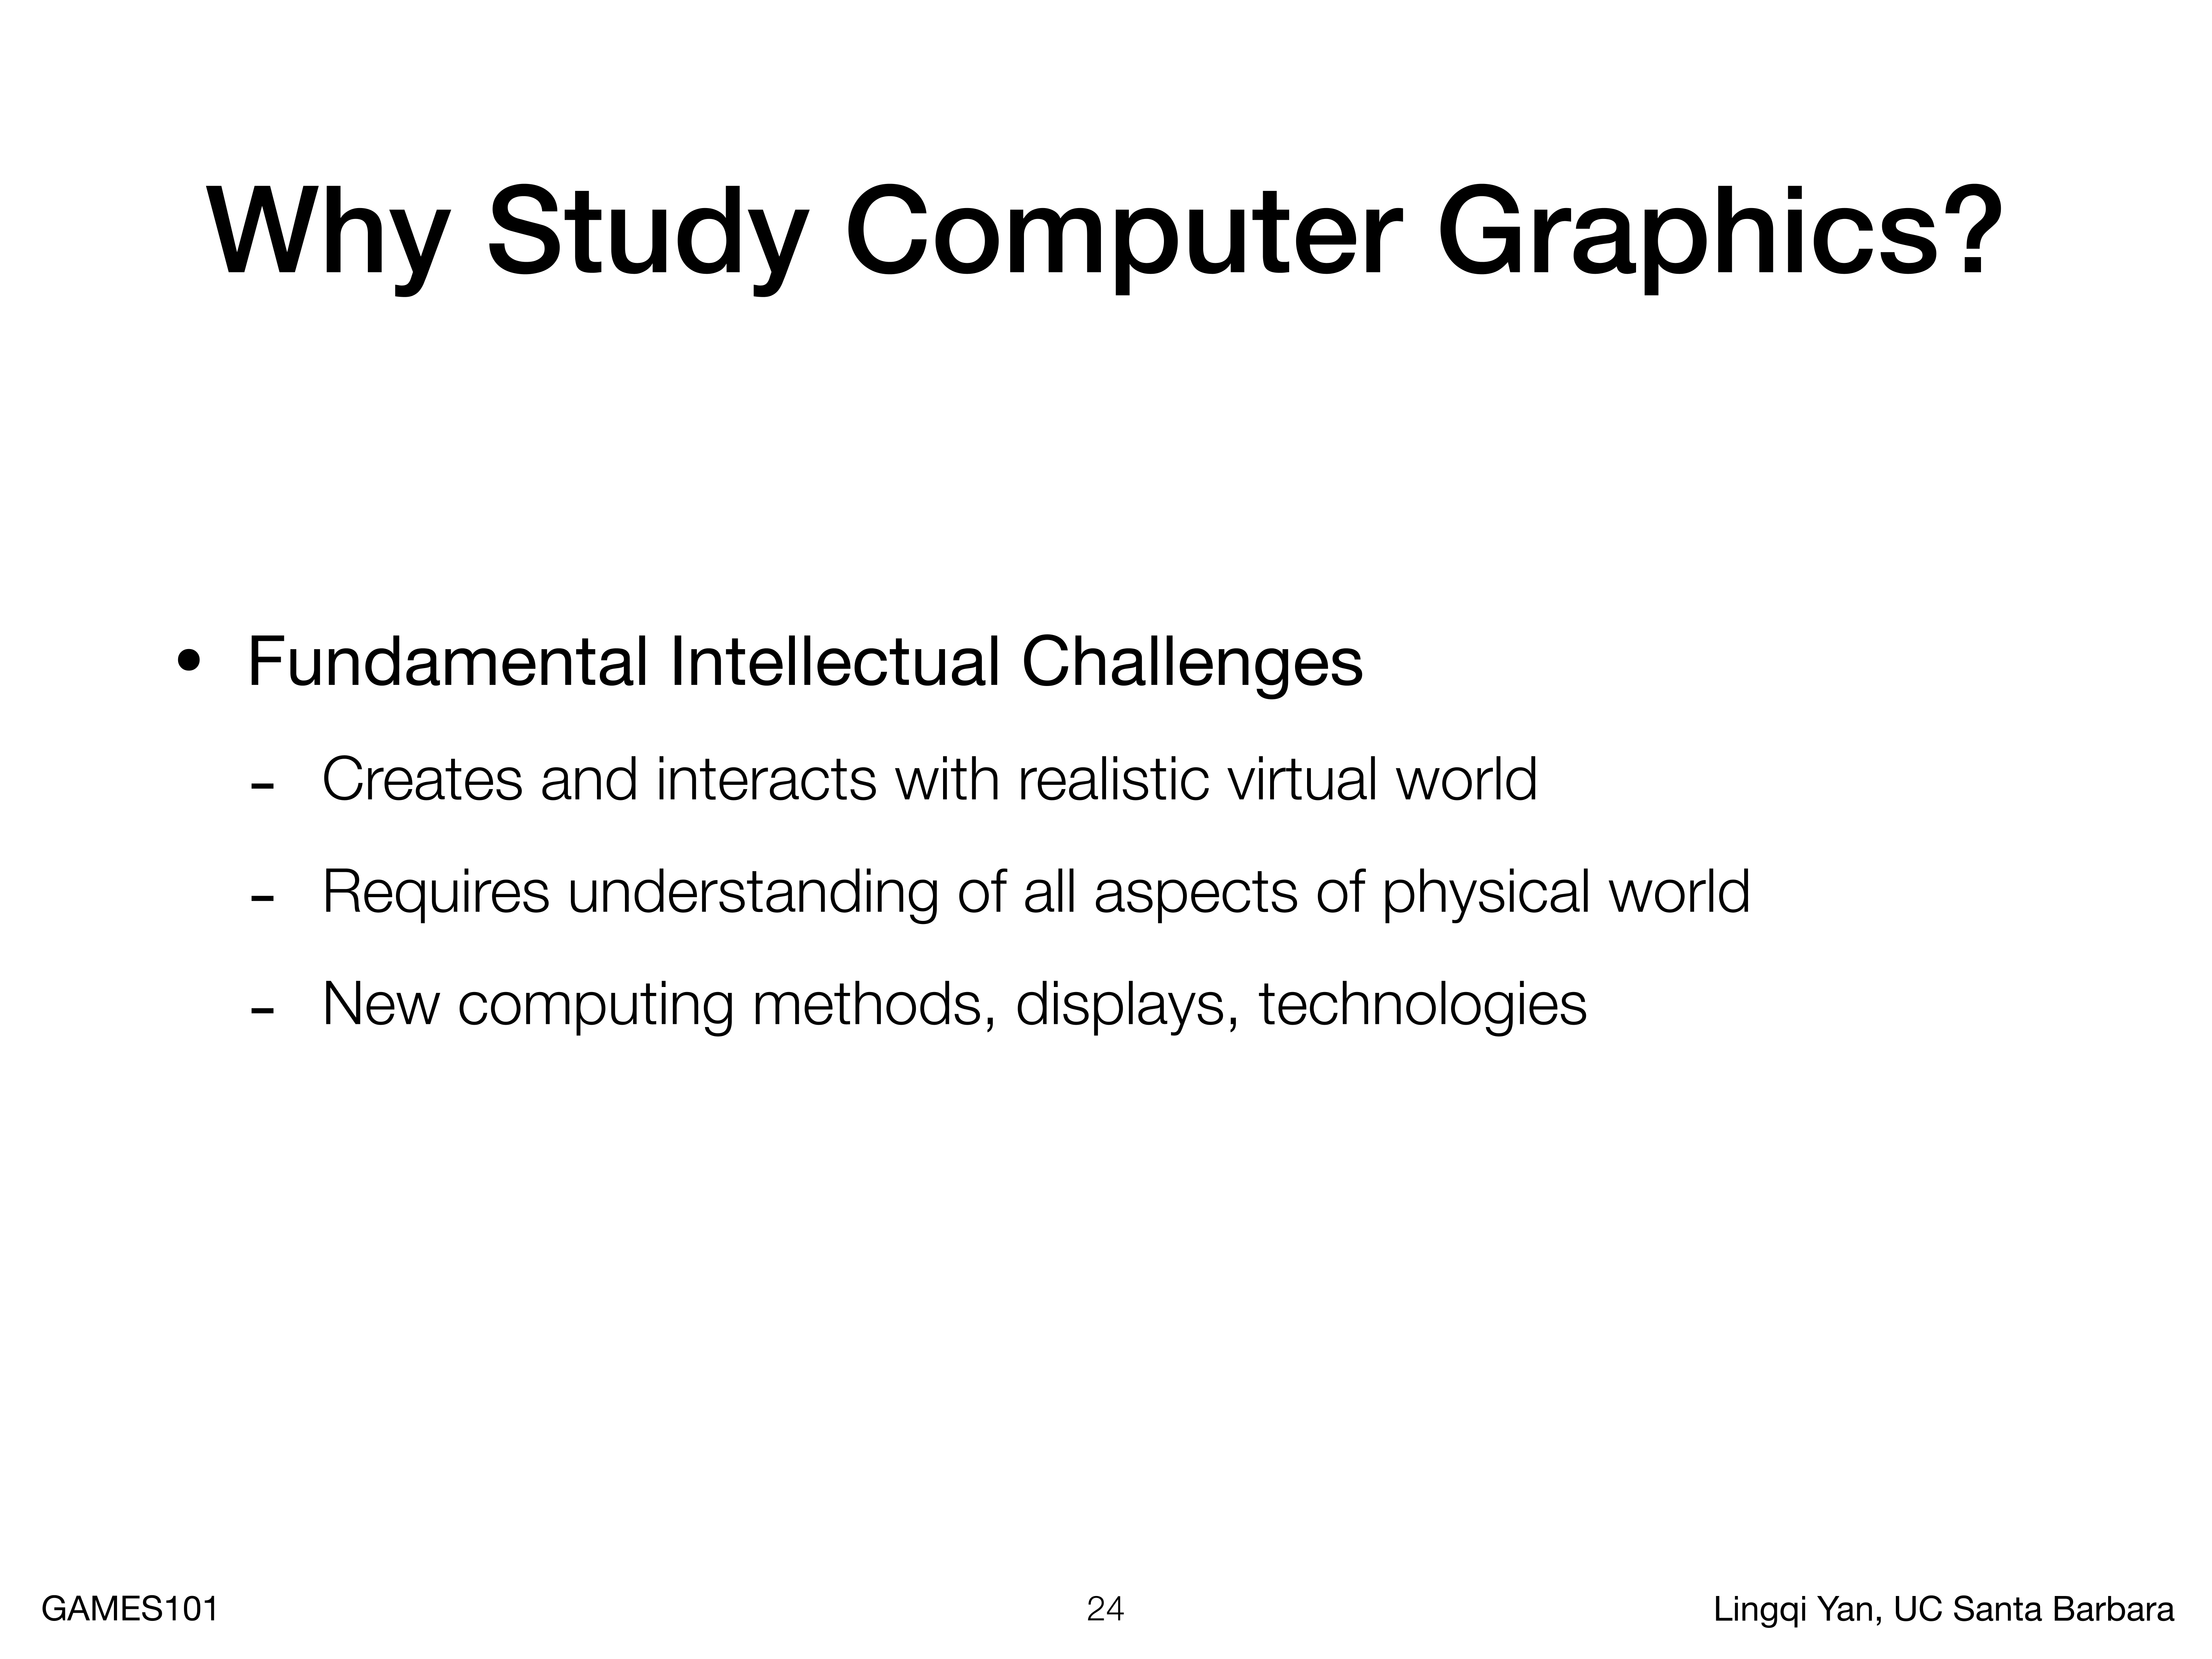 Why Study Computer Graphics?
• Fundamental Intellectual Challenges
- Creates and interacts with realistic virtual world
- Requires understanding of all aspects of physical world
- New computing methods, displays, technologies
GAMES101
24
Lingqi Yan, UC Santa Barbara